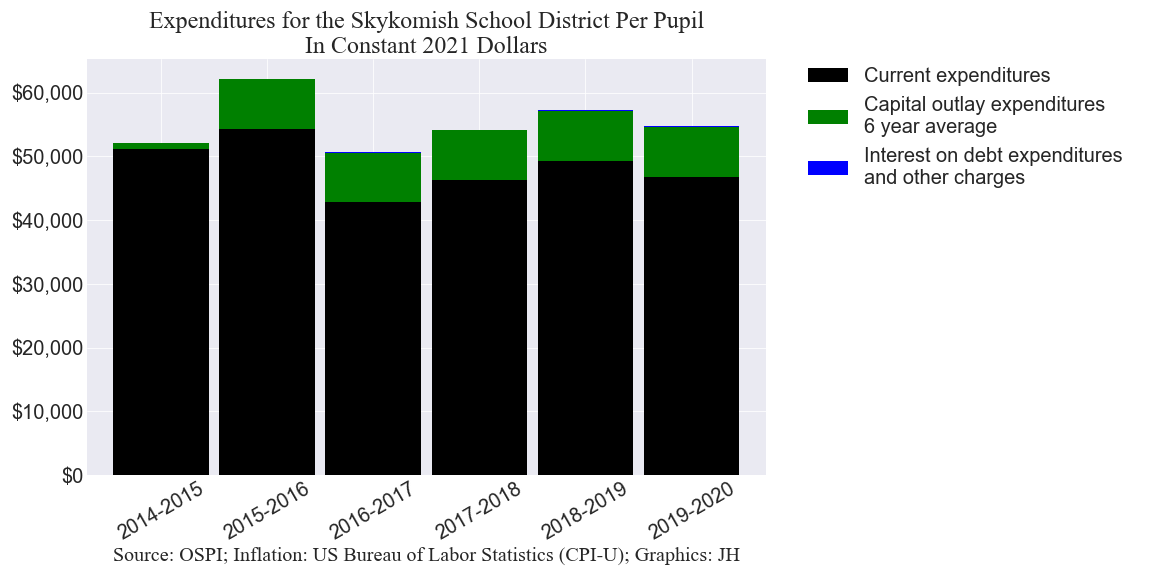 Expenditures for the Skykomish School District Per Pupil
In Constant 2021 Dollars
$60,000
$50,000
$40,000
$30,000
$20,000
$10,000
$0
2014-2015
2015-2016
2016-2017
2017-2018
2018-2019
2019-2020
Current expenditures
Capital outlay expenditures
6 year average
Interest on debt expenditures
and other charges
Source: OSPI; Inflation: US Bureau of Labor Statistics (CPI-U); Graphics: JH